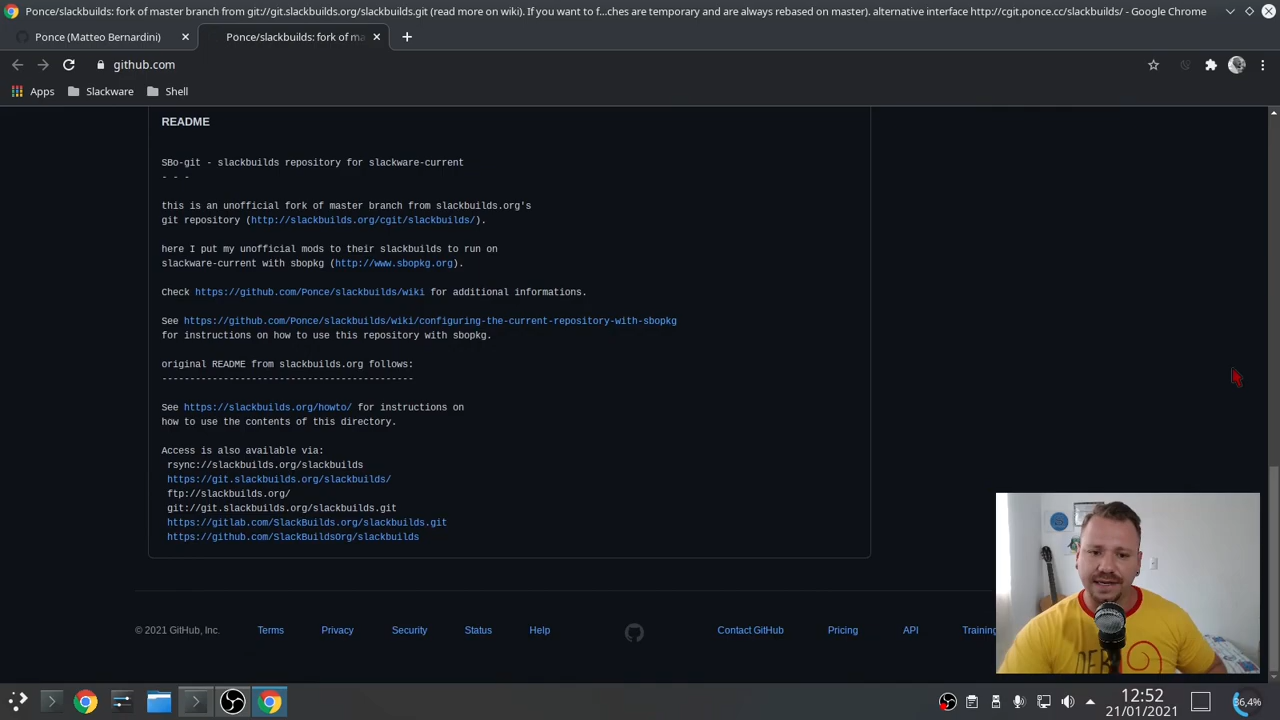 Ponce/slackbuilds: fork of master branch from git://git.slackbuilds.org/slackbuilds.git (read more on wiki). If you want to f...ches are temporary and are always rebased on master). alternative interface http://cgit.ponce.cc/slackbuilds/ - Google Chrome
Ponce (Matteo Bernardini)
Ponce/slackbuilds: fork of ma
github.com
Apps
Slackware
Shell
README
SBo-git - slackbuilds repository for slackware-current
- - -
this is an unofficial fork of master branch from slackbuilds.org's
git repository (http://slackbuilds.org/cgit/slackbuilds/).
here I put my unofficial mods to their slackbuilds to run on
slackware-current with sbopkg (http://www.sbopkg.org).
Check https://github.com/Ponce/slackbuilds/wiki for additional informations.
See https://github.com/Ponce/slackbuilds/wiki/configuring-the-current-repository-with-sbopkg
for instructions on how to use this repository with sbopkg.
original README from slackbuilds.org follows:
---------------------------------------------
See https://slackbuilds.org/howto/ for instructions on
how to use the contents of this directory.
Access is also available via:
rsync://slackbuilds.org/slackbuilds
https://git.slackbuilds.org/slackbuilds/
ftp://slackbuilds.org/
git://git.slackbuilds.org/slackbuilds.git
https://gitlab.com/SlackBuilds.org/slackbuilds.git
https://github.com/SlackBuildsOrg/slackbuilds
© 2021 GitHub, Inc.
Terms
Privacy
Security
Status
Help
Contact GitHub
Pricing
API
Training
DEB
12:52
21/01/2021
36,4%